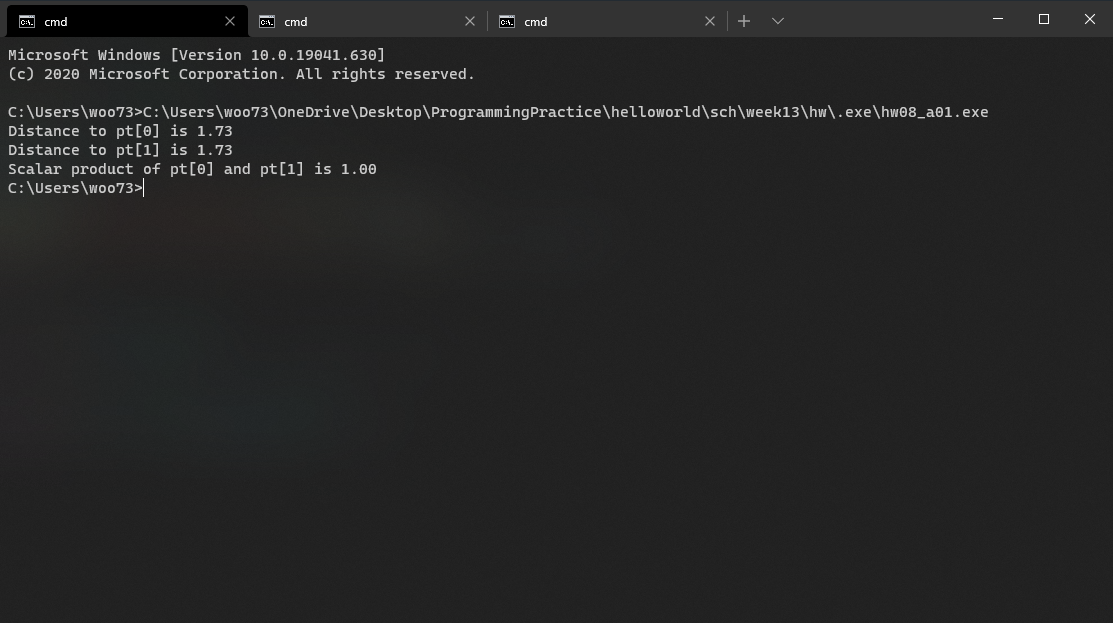 cmd cmd cmd
Microsoft Windows [Version 10.0.19041.630]
(c) 2020 Microsoft Corporation. All rights reserved.
C:\Users\woo73>C:\Users\woo73\OneDrive\Desktop\ProgrammingPractice\helloworld\sch\week13\hw\.exe\hw08_a01.exe
Distance to pt[0] is 1.73
Distance to pt[1] is 1.73
Scalar product of pt[0] and pt[1] is 1.00
C:\Users\woo73>